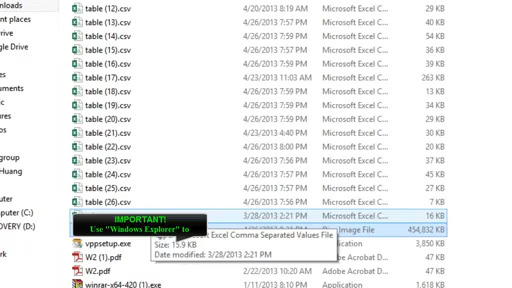 nloads
nt places
rive
gle Drive
es
uments
ic
ures
os
group
Huang
uter
puter (C:)
OVERY (D:)
rk
table (12).csv 4/20/2013 8:19 AM Microsoft Excel C... 29 KB
table (13).csv 4/26/2013 7:57 PM Microsoft Excel C... 40 KB
table (14).csv 4/26/2013 7:59 PM Microsoft Excel C... 54 KB
table (15).csv 4/26/2013 7:57 PM Microsoft Excel C... 36 KB
table (16).csv 4/26/2013 7:59 PM Microsoft Excel C... 39 KB
table (17).csv 4/23/2013 11:03 AM Microsoft Excel C... 263 KB
table (18).csv 4/26/2013 7:59 PM Microsoft Excel C... 13 KB
table (19).csv 4/26/2013 7:59 PM Microsoft Excel C... 34 KB
table (20).csv 4/26/2013 7:59 PM Microsoft Excel C... 29 KB
table (21).csv 4/23/2013 4:40 PM Microsoft Excel C... 30 KB
table (22).csv 4/26/2013 8:00 PM Microsoft Excel C... 20 KB
table (23).csv 4/26/2013 7:56 PM Microsoft Excel C... 37 KB
table (24).csv 4/26/2013 7:57 PM Microsoft Excel C... 45 KB
table (25).csv 4/26/2013 7:57 PM Microsoft Excel C... 27 KB
table (26).csv 4/26/2013 7:56 PM Microsoft Excel C... 7 KB
3/28/2013 2:21 PM Microsoft Excel C... 16 KB
IMPORTANT!
Use "Windows Explorer" to
Image File 454,832 KB
Excel Comma Separated Values File
Size: 15.9 KB
Date modified: 3/28/2013 2:21 PM
vppsetup.exe cation 3,850 KB
W2 (1).pdf Adobe Acrobat D... 47 KB
W2.pdf 2/22/2013 10:20 AM Adobe Acrobat D... 47 KB
winrar-x64-420 (1).exe 1/11/2013 8:10 PM Application 1,618 KB